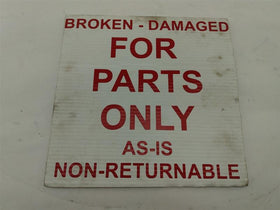 BROKEN - DAMAGED
FOR
PARTS
ONLY
AS-IS
NON-RETURNABLE